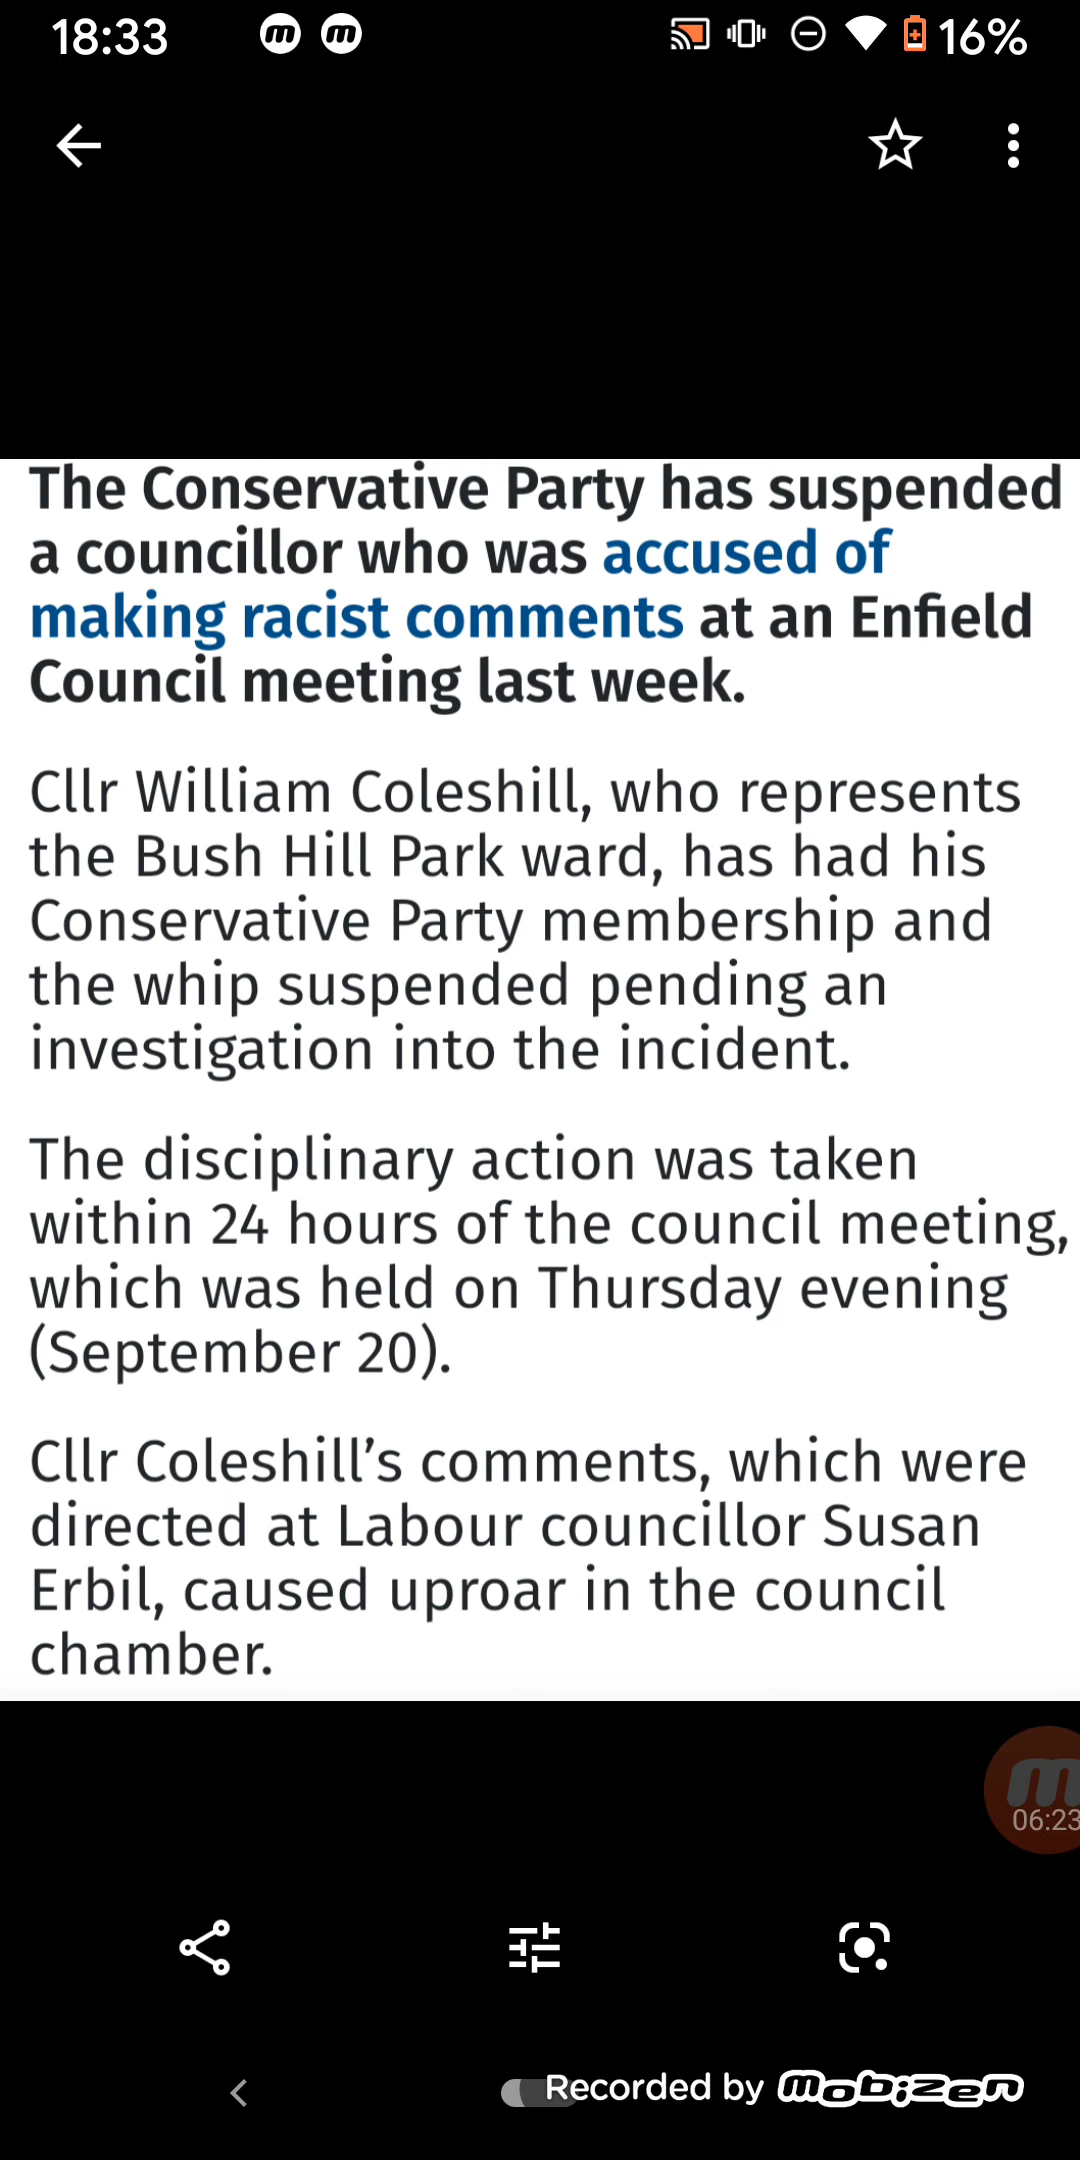 18:33 m m 16%
The Conservative Party has suspended
a councillor who was accused of
making racist comments at an Enfield
Council meeting last week.
Cllr William Coleshill, who represents
the Bush Hill Park ward, has had his
Conservative Party membership and
the whip suspended pending an
investigation into the incident.
The disciplinary action was taken
within 24 hours of the council meeting,
which was held on Thursday evening
(September 20).
Cllr Coleshill’s comments, which were
directed at Labour councillor Susan
Erbil, caused uproar in the council
chamber.
m
06:23
Recorded by mobizen